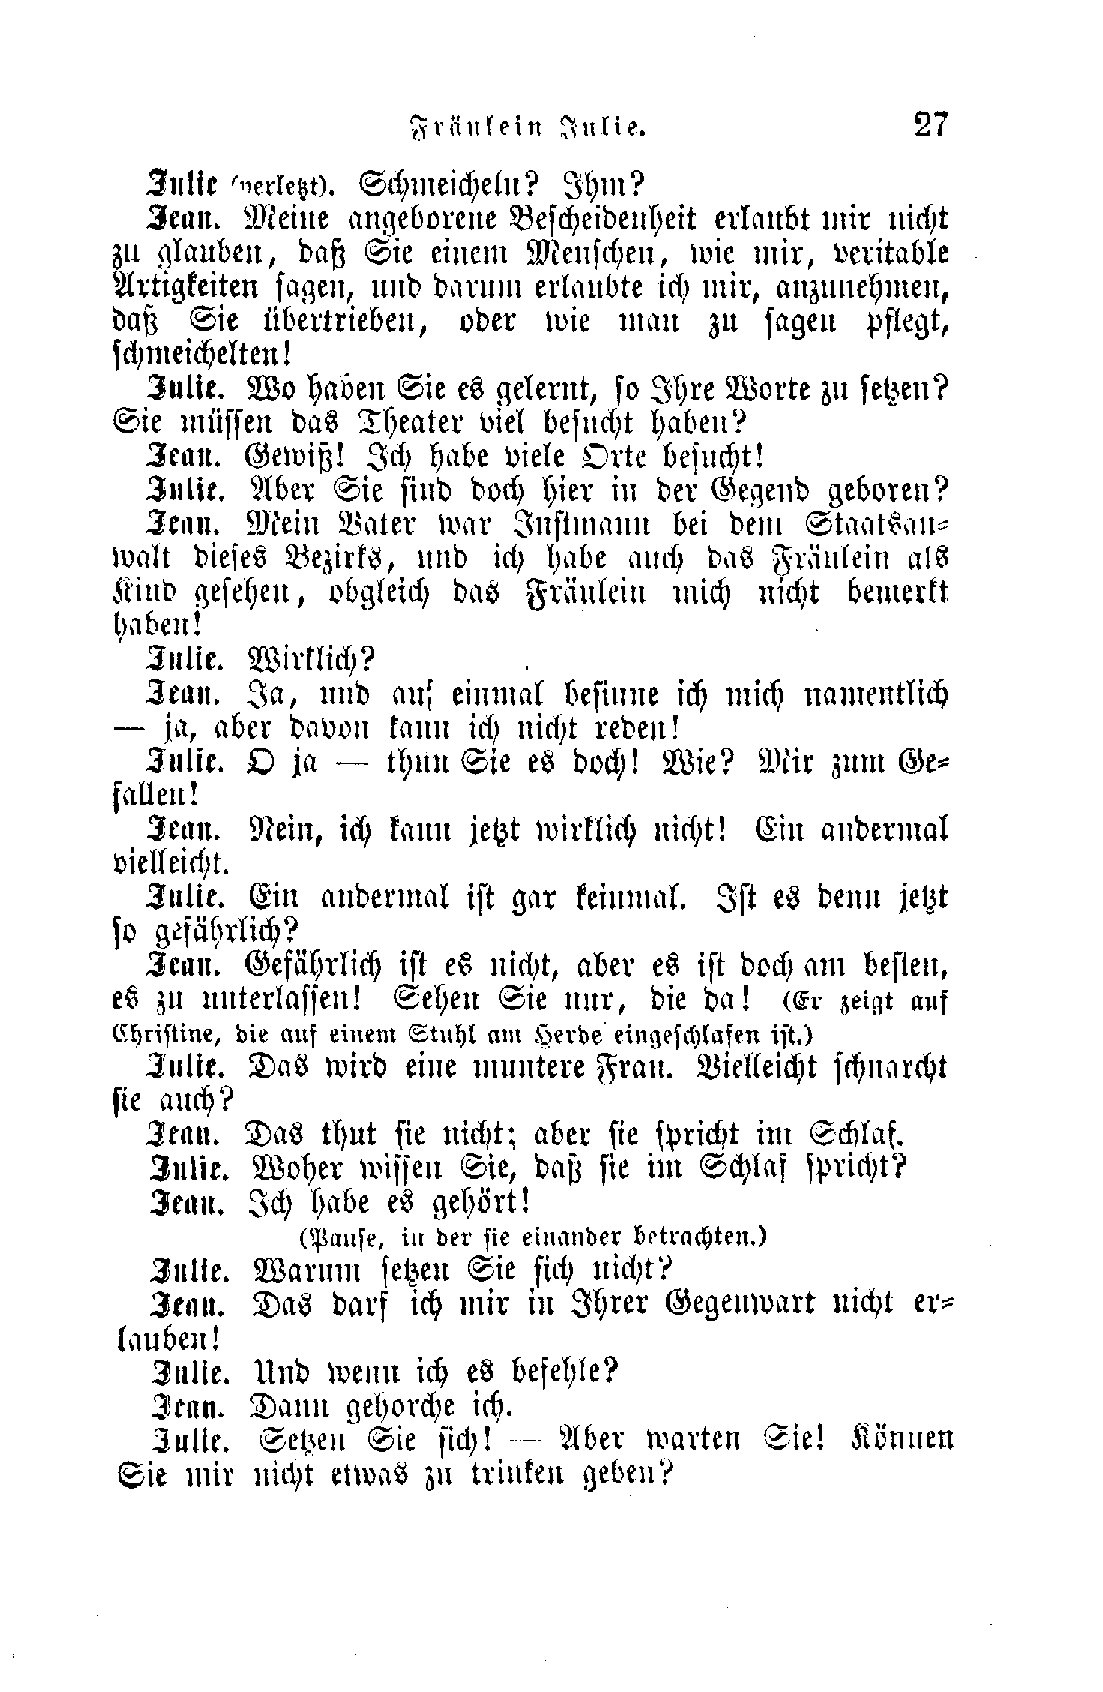 Fräulein Julie. 27
Julie (verletzt). Schmeicheln? Ihm?
Jean. Meine angeborene Bescheidenheit erlaubt mir nicht
zu glauben, daß Sie einem Menschen, wie mir, veritable
Artigkeiten sagen, und darum erlaubte ich mir, anzunehmen,
daß Sie übertrieben, oder wie man zu sagen pflegt,
schmeichelten!
Julie. Wo haben Sie es gelernt, so Ihre Worte zu setzen?
Sie müssen das Theater viel besucht haben?
Jean. Gewiß! Ich habe viele Orte besucht!
Julie. Aber Sie sind doch hier in der Gegend geboren?
Jean. Mein Vater war Instmann bei dem Staatsan-
walt dieses Bezirks, und ich habe auch das Fräulein als
Kind gesehen, obgleich das Fräulein mich nicht bemerkt
haben!
Julie. Wirklich?
Jean. Ja, und auf einmal besinne ich mich namentlich
— ja, aber davon kann ich nicht reden!
Julie. O ja — thun Sie es doch! Wie? Mir zum Ge-
fallen!
Jean. Nein, ich kann jetzt wirklich nicht! Ein andermal
vielleicht.
Julie. Ein andermal ist gar keinmal. Ist es denn jetzt
so gefährlich?
Jean. Gefährlich ist es nicht, aber es ist doch am besten,
es zu unterlassen! Sehen Sie nur, die da! (Er zeigt auf
Christine, die auf einem Stuhl am Herde eingeschlafen ist.)
Julie. Das wird eine muntere Frau. Vielleicht schnarcht
sie auch?
Jean. Das thut sie nicht; aber sie spricht im Schlaf.
Julie. Woher wissen Sie, daß sie im Schlaf spricht?
Jean. Ich habe es gehört!
(Pause, in der sie einander betrachten.)
Julie. Warum setzen Sie sich nicht?
Jean. Das darf ich mir in Ihrer Gegenwart nicht er-
lauben!
Julie. Und wenn ich es befehle?
Jean. Dann gehorche ich.
Julie. Setzen Sie sich! — Aber warten Sie! Können
Sie mir nicht etwas zu trinken geben?